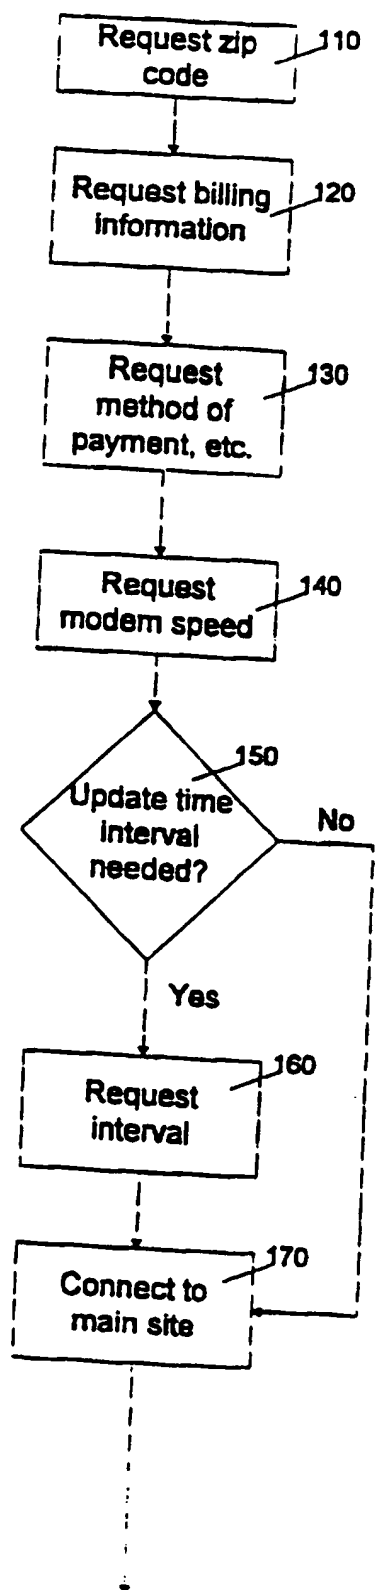 Request zip
code
110
Request billing
information
120
Request
method of
payment, etc.
130
Request
modem speed
140
150
Update time
interval
needed?
No
Yes
Request
interval
160
Connect to
main site
170